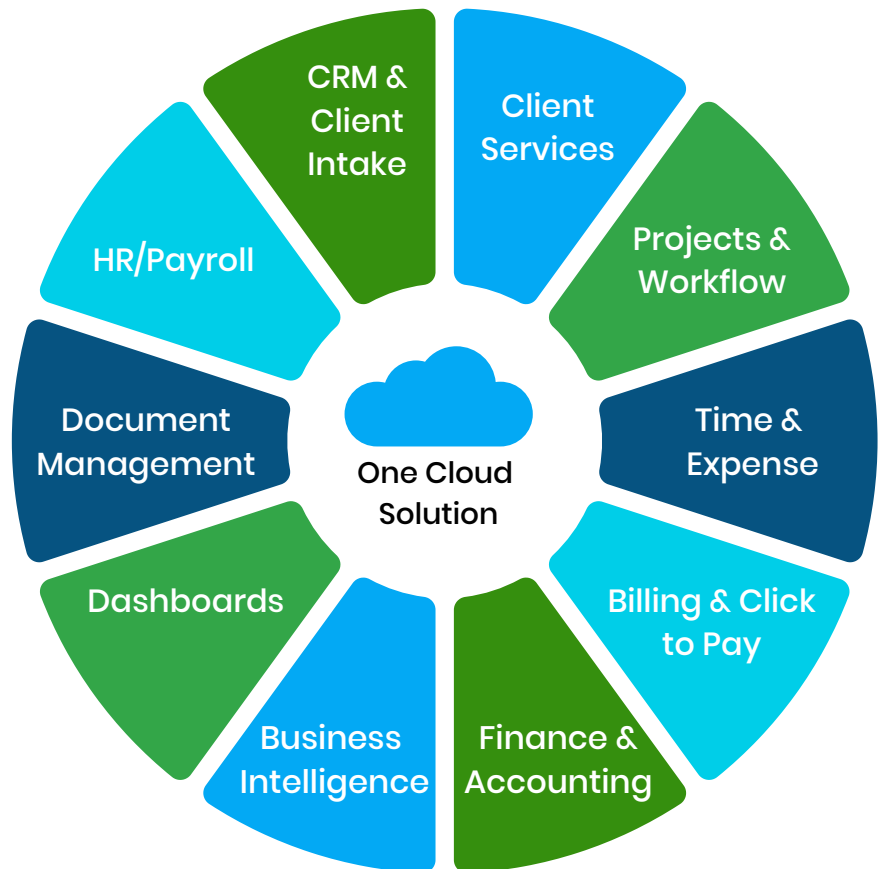 CRM &
Client
Intake
Client
Services
Projects &
Workflow
Time &
Expense
Billing & Click
to Pay
Finance &
Accounting
Business
Intelligence
Dashboards
Document
Management
HR/Payroll
One Cloud
Solution